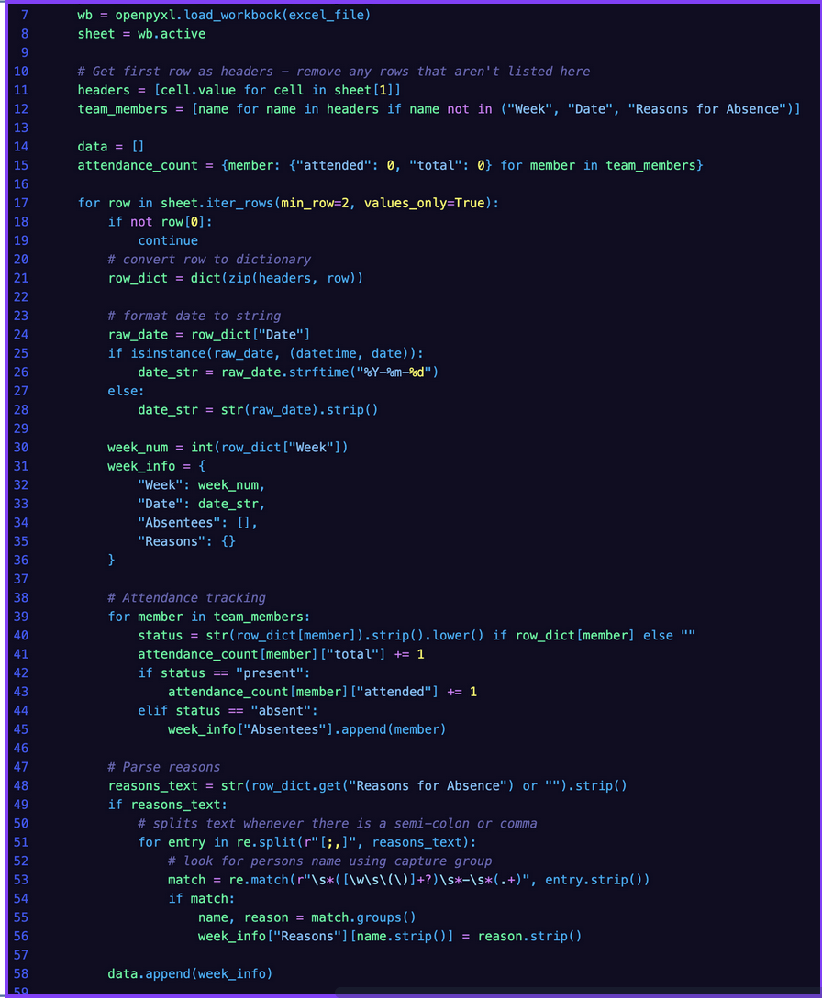 7 wb = openpyxl.load_workbook(excel_file)
8 sheet = wb.active
9
10 # Get first row as headers – remove any rows that aren't listed here
11 headers = [cell.value for cell in sheet[1]]
12 team_members = [name for name in headers if name not in ("Week", "Date", "Reasons for Absence")]
13
14 data = []
15 attendance_count = {member: {"attended": 0, "total": 0} for member in team_members}
16
17 for row in sheet.iter_rows(min_row=2, values_only=True):
18 if not row[0]:
19 continue
20 # convert row to dictionary
21 row_dict = dict(zip(headers, row))
22
23 # format date to string
24 raw_date = row_dict["Date"]
25 if isinstance(raw_date, (datetime, date)):
26 date_str = raw_date.strftime("%Y-%m-%d")
27 else:
28 date_str = str(raw_date).strip()
29
30 week_num = int(row_dict["Week"])
31 week_info = {
32 "Week": week_num,
33 "Date": date_str,
34 "Absentees": [],
35 "Reasons": {}
36 }
37
38 # Attendance tracking
39 for member in team_members:
40 status = str(row_dict[member]).strip().lower() if row_dict[member] else ""
41 attendance_count[member]["total"] += 1
42 if status == "present":
43 attendance_count[member]["attended"] += 1
44 elif status == "absent":
45 week_info["Absentees"].append(member)
46
47 # Parse reasons
48 reasons_text = str(row_dict.get("Reasons for Absence") or "").strip()
49 if reasons_text:
50 # splits text whenever there is a semi-colon or comma
51 for entry in re.split(r"[;,]", reasons_text):
52 # look for persons name using capture group
53 match = re.match(r"\s*([\w\s\(\)]+?)\s*-\s*(.+)", entry.strip())
54 if match:
55 name, reason = match.groups()
56 week_info["Reasons"][name.strip()] = reason.strip()
57
58 data.append(week_info)
59